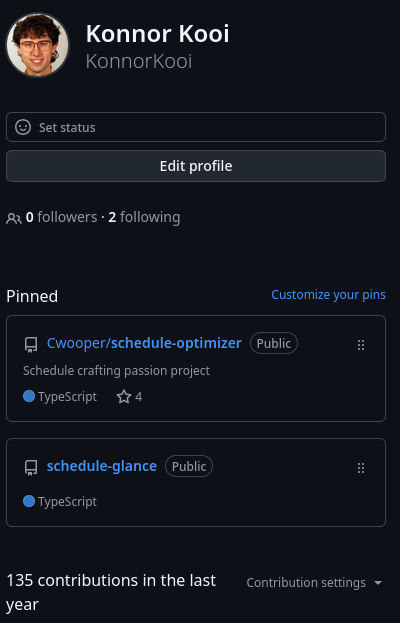 Konnor Kooi
KonnorKooi
Set status
Edit profile
0 followers · 2 following
Pinned
Customize your pins
Cwooper/schedule-optimizer Public
Schedule crafting passion project
TypeScript 4
schedule-glance Public
TypeScript
135 contributions in the last
year
Contribution settings